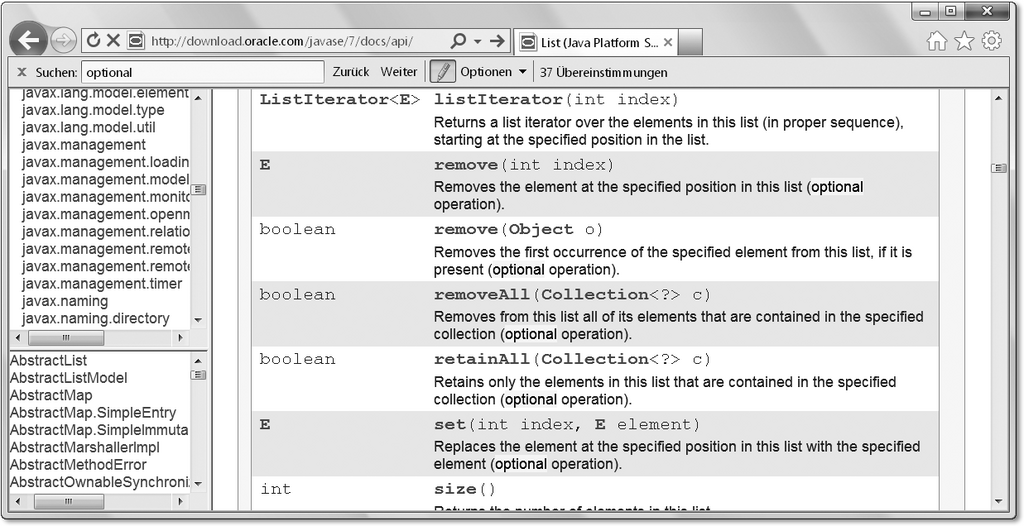 http://download.oracle.com/javase/7/docs/api/
List (Java Platform S...
x Suchen: optional Zurück Weiter Optionen 37 Übereinstimmungen
javax.lang.model.element
javax.lang.model.type
javax.lang.model.util
javax.management
javax.management.loadin
javax.management.model
javax.management.monito
javax.management.openm
javax.management.relatio
javax.management.remote
javax.management.remote
javax.management.timer
javax.naming
javax.naming.directory
AbstractList
AbstractListModel
AbstractMap
AbstractMap.SimpleEntry
AbstractMap.SimpleImmuta
AbstractMarshallerImpl
AbstractMethodError
AbstractOwnableSynchroni
ListIterator<E> listIterator(int index)
Returns a list iterator over the elements in this list (in proper sequence),
starting at the specified position in the list.
E remove(int index)
Removes the element at the specified position in this list (optional
operation).
boolean remove(Object o)
Removes the first occurrence of the specified element from this list, if it is
present (optional operation).
boolean removeAll(Collection<?> c)
Removes from this list all of its elements that are contained in the specified
collection (optional operation).
boolean retainAll(Collection<?> c)
Retains only the elements in this list that are contained in the specified
collection (optional operation).
E set(int index, E element)
Replaces the element at the specified position in this list with the specified
element (optional operation).
int size()
Returns the number of elements in this list